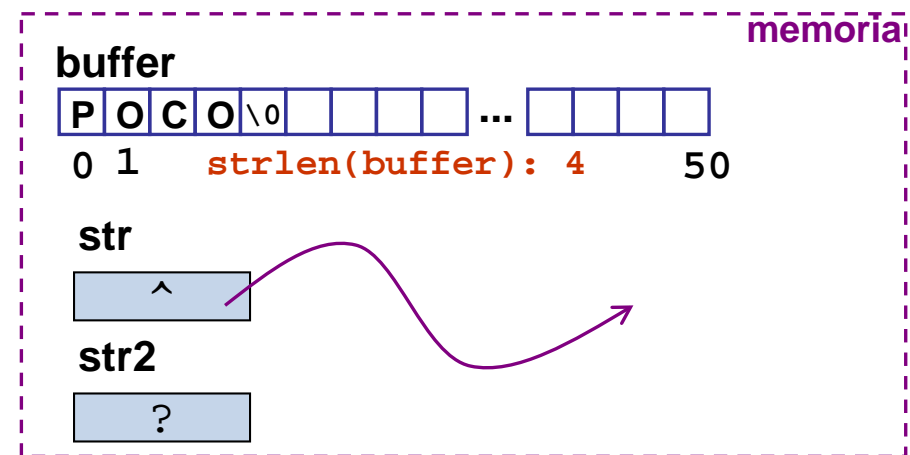 memoria
buffer
P O C O \0 ...
0 1 strlen(buffer): 4 50
str
^
str2
?